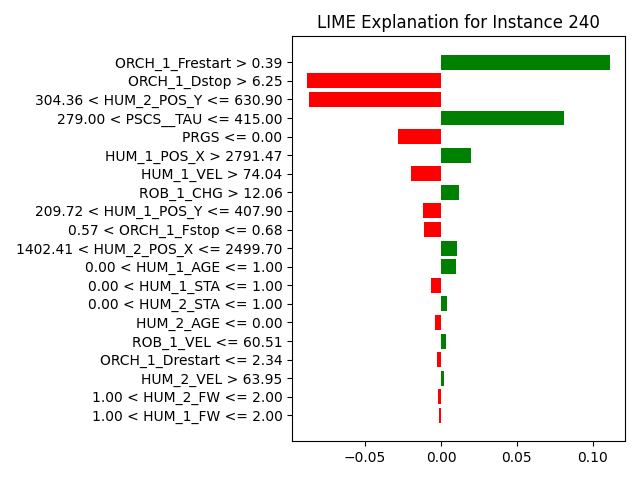 LIME Explanation for Instance 240
ORCH_1_Frestart > 0.39
ORCH_1_Dstop > 6.25
304.36 < HUM_2_POS_Y <= 630.90
279.00 < PSCS__TAU <= 415.00
PRGS <= 0.00
HUM_1_POS_X > 2791.47
HUM_1_VEL > 74.04
ROB_1_CHG > 12.06
209.72 < HUM_1_POS_Y <= 407.90
0.57 < ORCH_1_Fstop <= 0.68
1402.41 < HUM_2_POS_X <= 2499.70
0.00 < HUM_1_AGE <= 1.00
0.00 < HUM_1_STA <= 1.00
0.00 < HUM_2_STA <= 1.00
HUM_2_AGE <= 0.00
ROB_1_VEL <= 60.51
ORCH_1_Drestart <= 2.34
HUM_2_VEL > 63.95
1.00 < HUM_2_FW <= 2.00
1.00 < HUM_1_FW <= 2.00
−0.05 0.00 0.05 0.10